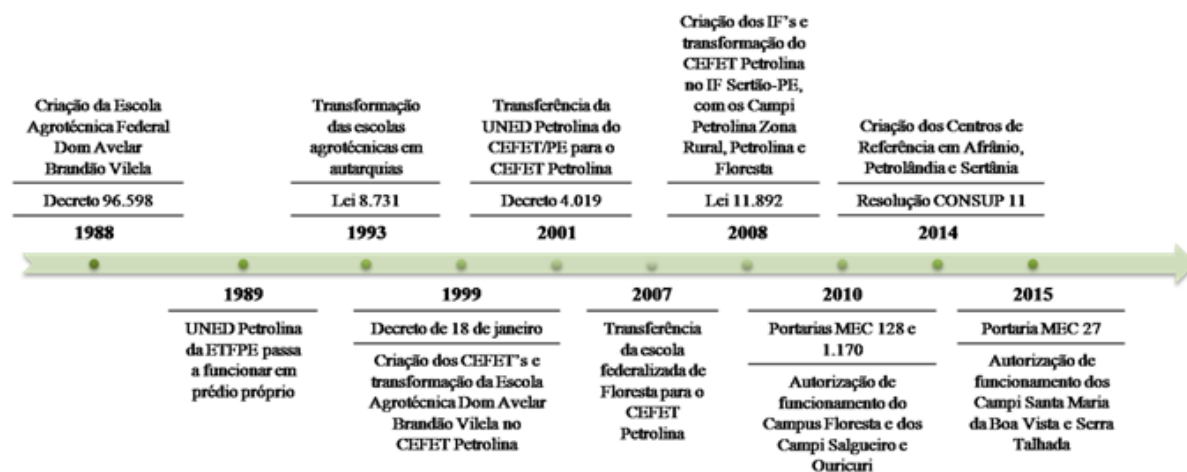 Criação da Escola
Agrotécnica Federal
Dom Avelar
Brandão Vilela
Decreto 96.598
1988
Transformação
das escolas
agrotécnicas em
autarquias
Lei 8.731
1993
Transferência da
UNED Petrolina do
CEFET/PE para o
CEFET Petrolina
Decreto 4.019
2001
Criação dos IF's e
transformação do
CEFET Petrolina
no IF Sertão-PE,
com os Campi
Petrolina Zona
Rural, Petrolina e
Floresta
Lei 11.892
2008
Criação dos Centros de
Referência em Afrânio,
Petrolândia e Sertânia
Resolução CONSUP 11
2014
1989
UNED Petrolina
da ETFPE passa
a funcionar em
prédio próprio
1999
Decreto de 18 de janeiro
Criação dos CEFET's e
transformação da Escola
Agrotécnica Dom Avelar
Brandão Vilela no
CEFET Petrolina
2007
Transferência
da escola
federalizada de
Floresta para o
CEFET
Petrolina
2010
Portarias MEC 128 e
1.170
Autorização de
funcionamento do
Campus Floresta e dos
Campi Salgueiro e
Ouricuri
2015
Portaria MEC 27
Autorização de
funcionamento dos
Campi Santa Maria
da Boa Vista e Serra
Talhada